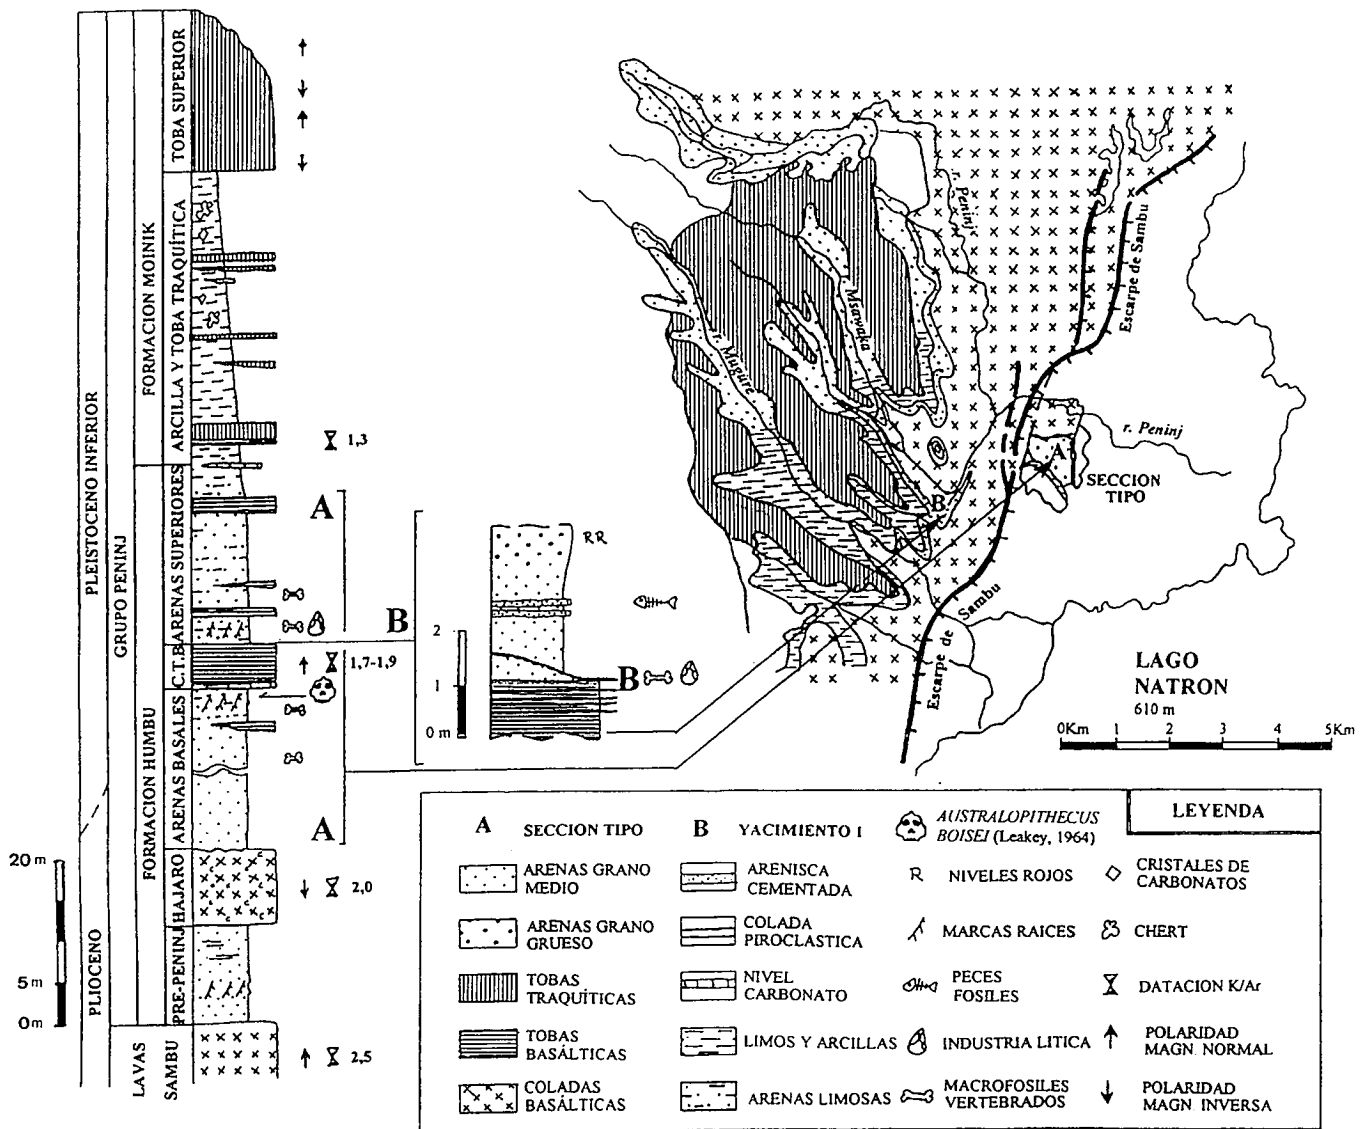 PLEISTOCENO INFERIOR
PLIOCENO
GRUPO PENINJ
FORMACION MOINIK
FORMACION HUMBU
LAVAS
SAMBU
TOBA SUPERIOR
ARCILLA Y TOBA TRAQUÍTICA
ARENAS SUPERIORES
C.T.B.
ARENAS BASALES
HAJARO
PRE-PENINJ
1,3
1,7-1,9
2,0
2,5
A
A
B
20 m
5 m
0 m
RR
B
2
1
0 m
r. Peninj
r. Mugure
Msawaka
Escarpe de Sambu
Escarpe de Sambu
r. Peninj
A
B
SECCION
TIPO
LAGO
NATRON
610 m
0Km 1 2 3 4 5Km
LEYENDA
A SECCION TIPO
B YACIMIENTO I
AUSTRALOPITHECUS
BOISEI (Leakey, 1964)
ARENAS GRANO
MEDIO
ARENISCA
CEMENTADA
R NIVELES ROJOS
CRISTALES DE
CARBONATOS
ARENAS GRANO
GRUESO
COLADA
PIROCLASTICA
MARCAS RAICES
CHERT
TOBAS
TRAQUÍTICAS
NIVEL
CARBONATO
PECES
FOSILES
DATACION K/Ar
TOBAS
BASÁLTICAS
LIMOS Y ARCILLAS
INDUSTRIA LITICA
POLARIDAD
MAGN. NORMAL
COLADAS
BASÁLTICAS
ARENAS LIMOSAS
MACROFOSILES
VERTEBRADOS
POLARIDAD
MAGN. INVERSA